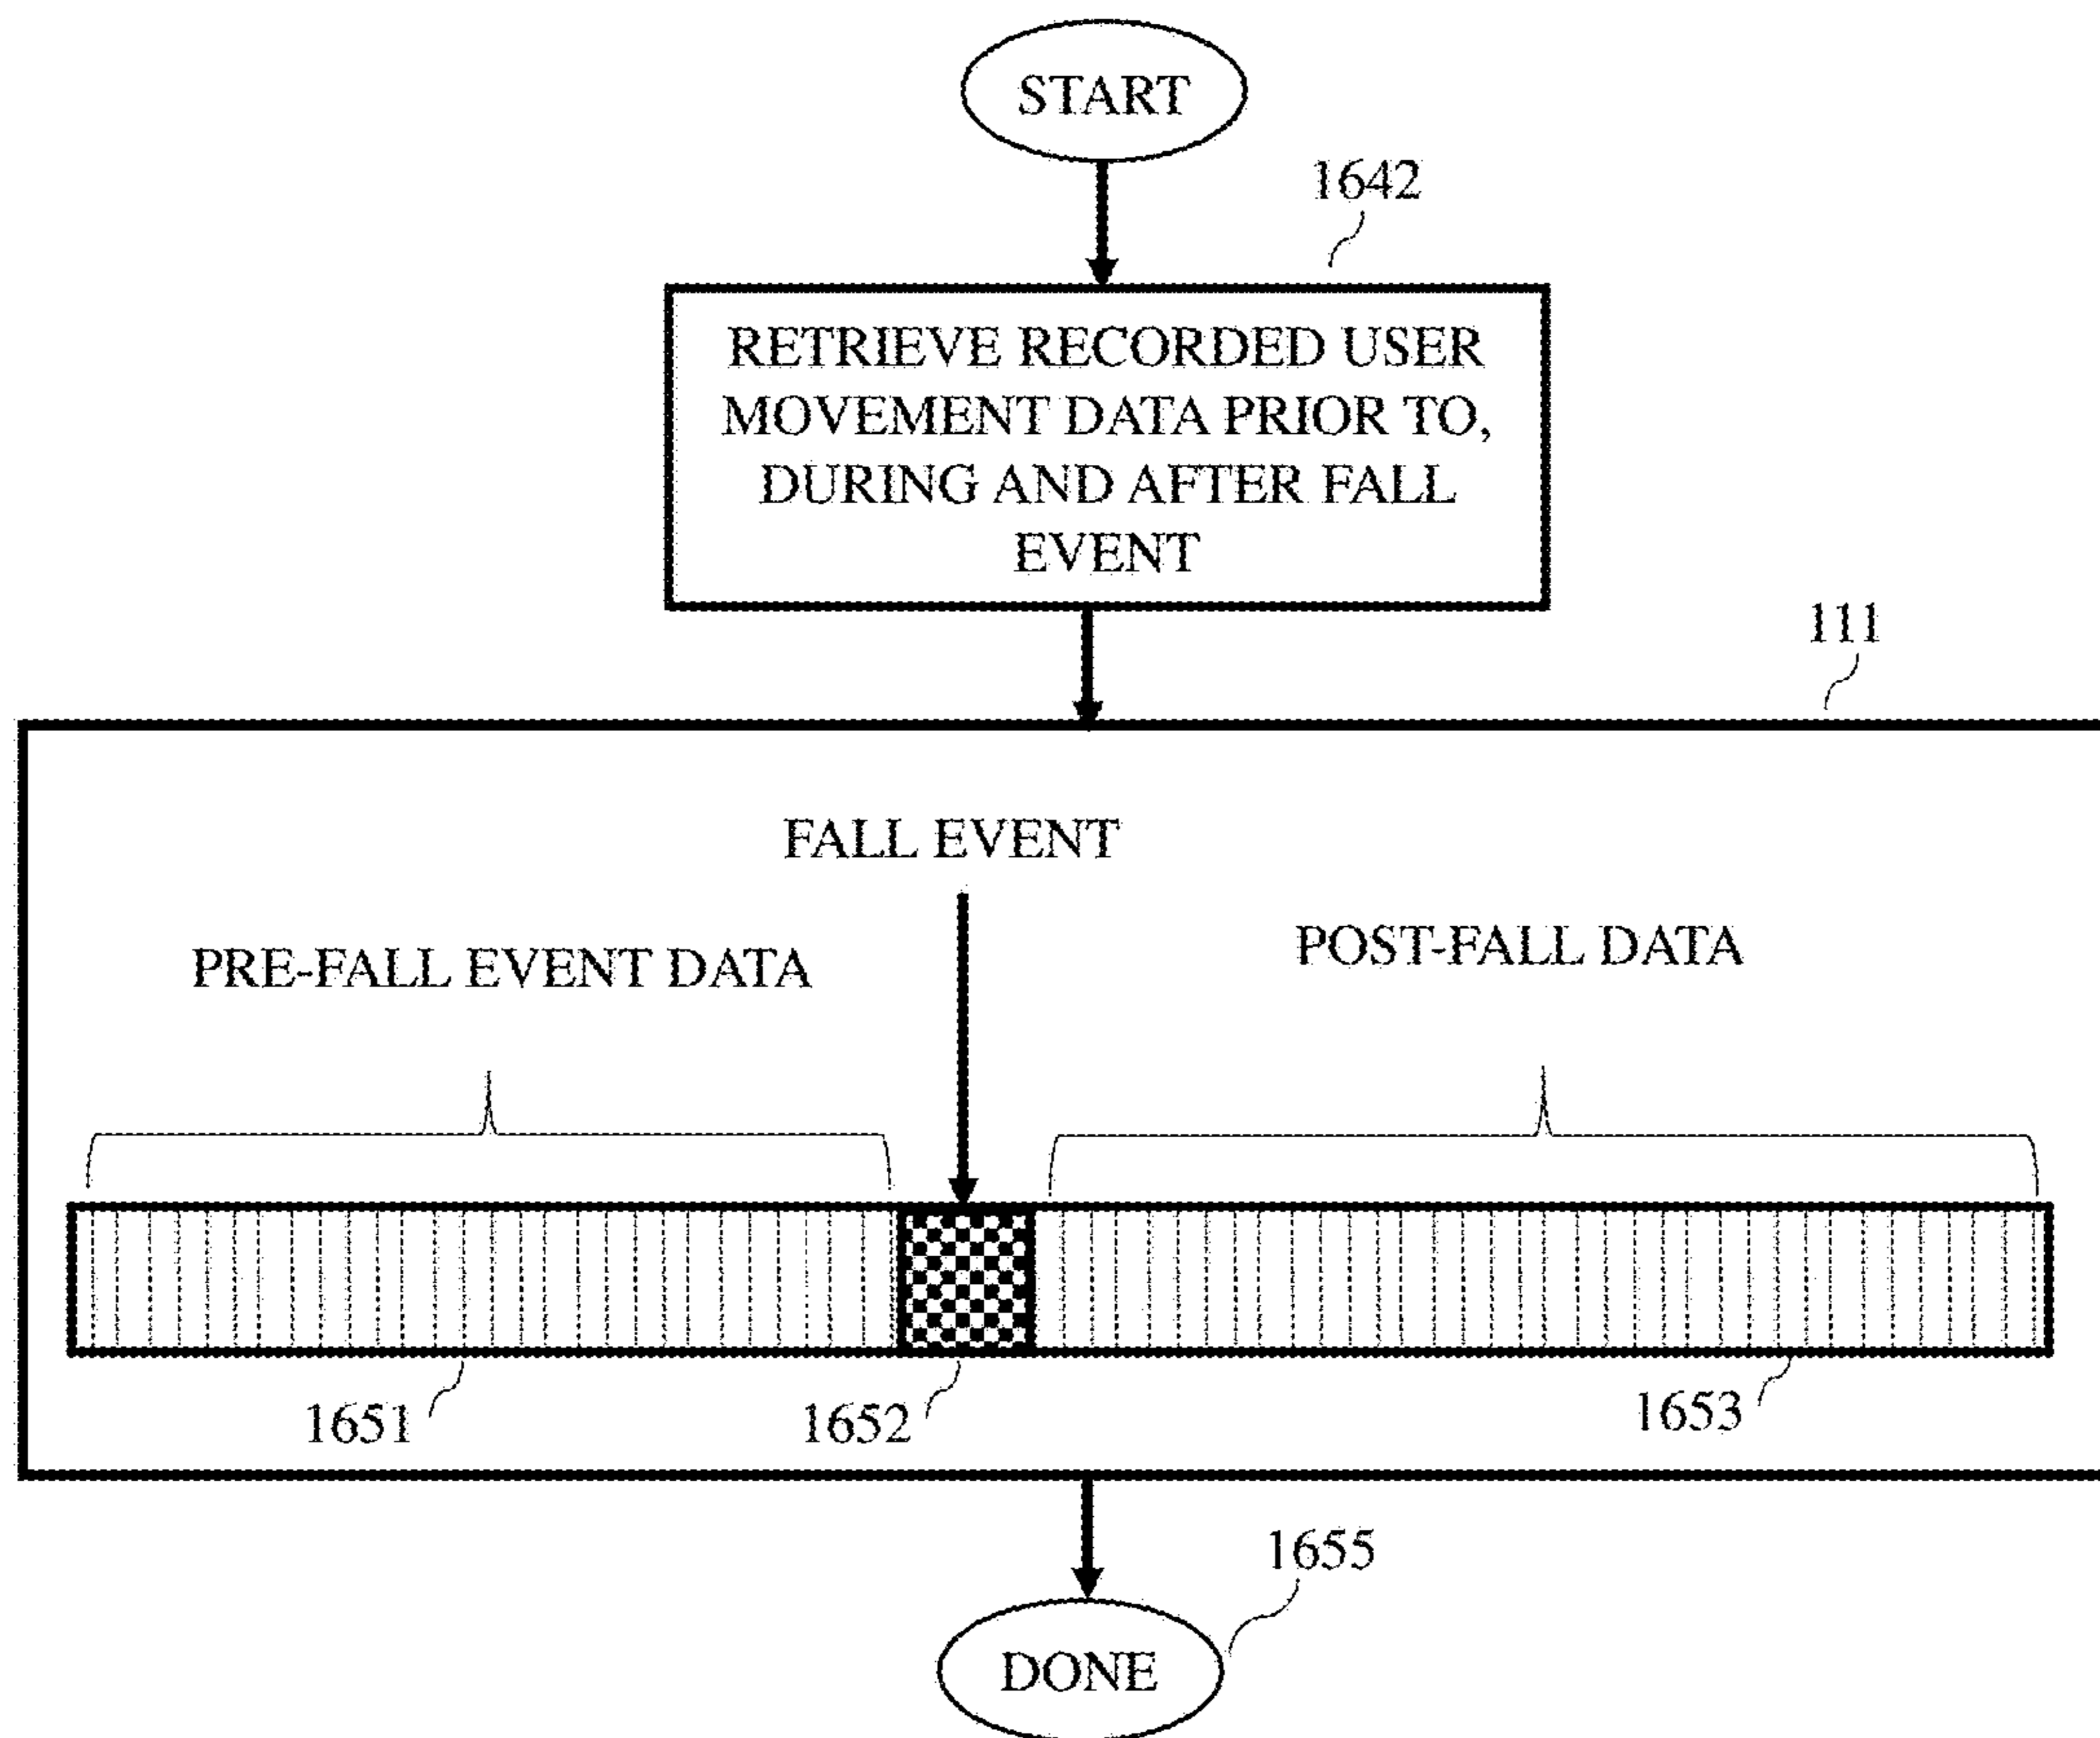 START
1642
RETRIEVE RECORDED USER
MOVEMENT DATA PRIOR TO,
DURING AND AFTER FALL
EVENT
111
FALL EVENT
PRE-FALL EVENT DATA
POST-FALL DATA
1651
1652
1653
1655
DONE